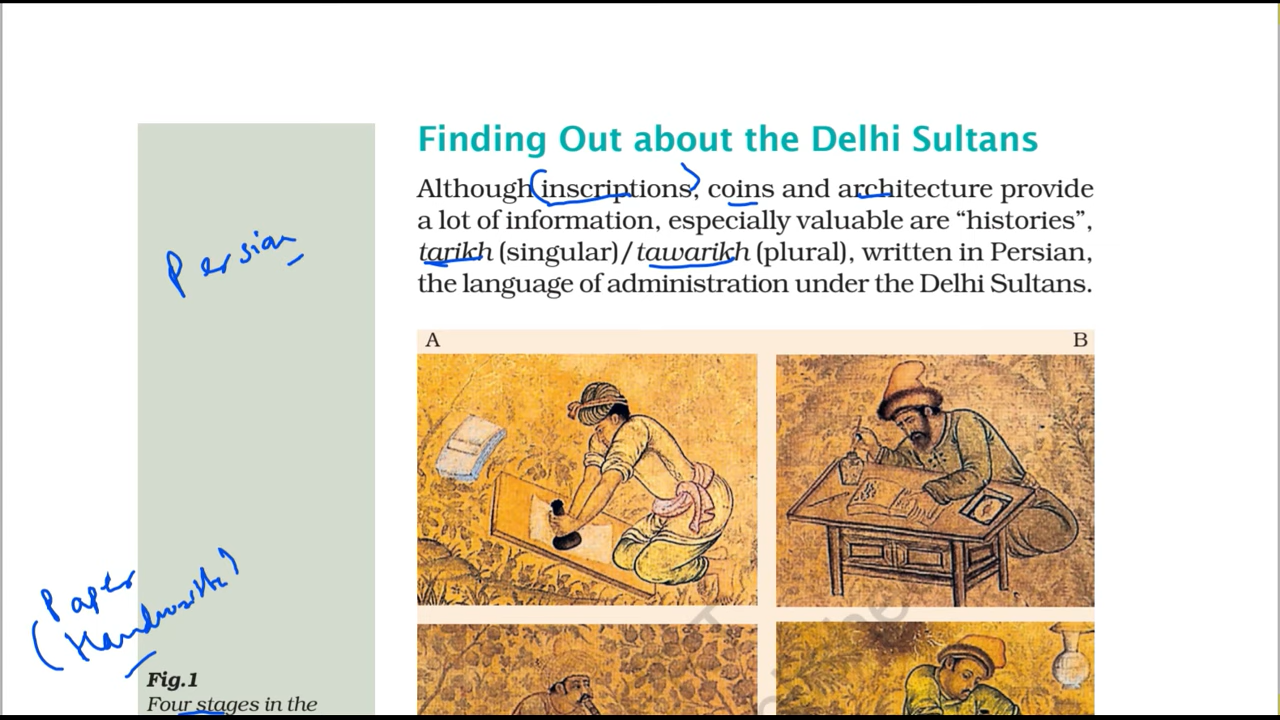 Finding Out about the Delhi Sultans
Although inscriptions, coins and architecture provide
a lot of information, especially valuable are “histories”,
tarikh (singular)/tawarikh (plural), written in Persian,
the language of administration under the Delhi Sultans.
Persian
A
B
Paper
Fig.1
Four stages in the